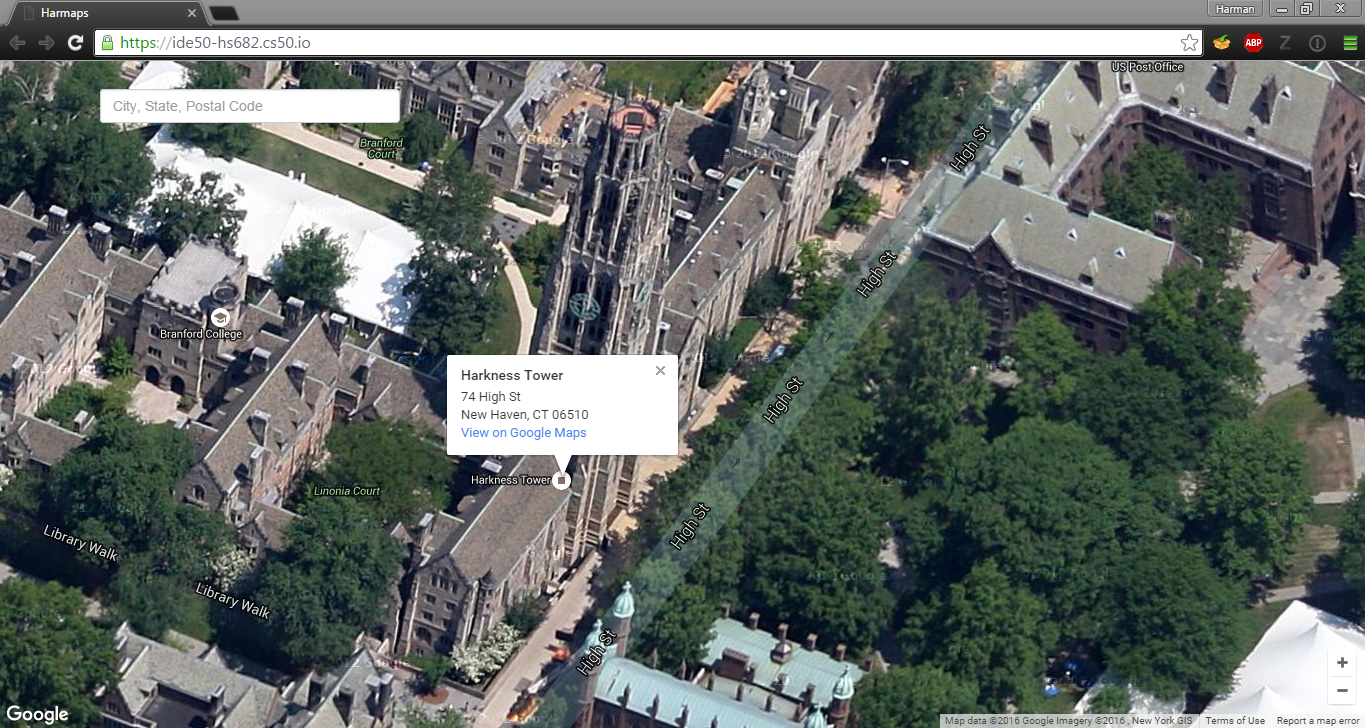 Harmaps
Harman
https://ide50-hs682.cs50.io
ABP
US Post Office
City, State, Postal Code
Branford
Court
High St
High St
Branford College
Harkness Tower
74 High St
New Haven, CT 06510
View on Google Maps
High St
Harkness Tower
Linonia Court
High St
Library Walk
Library Walk
High St
Google
Map data ©2016 Google Imagery ©2016 , New York GIS
Terms of Use
Report a map error